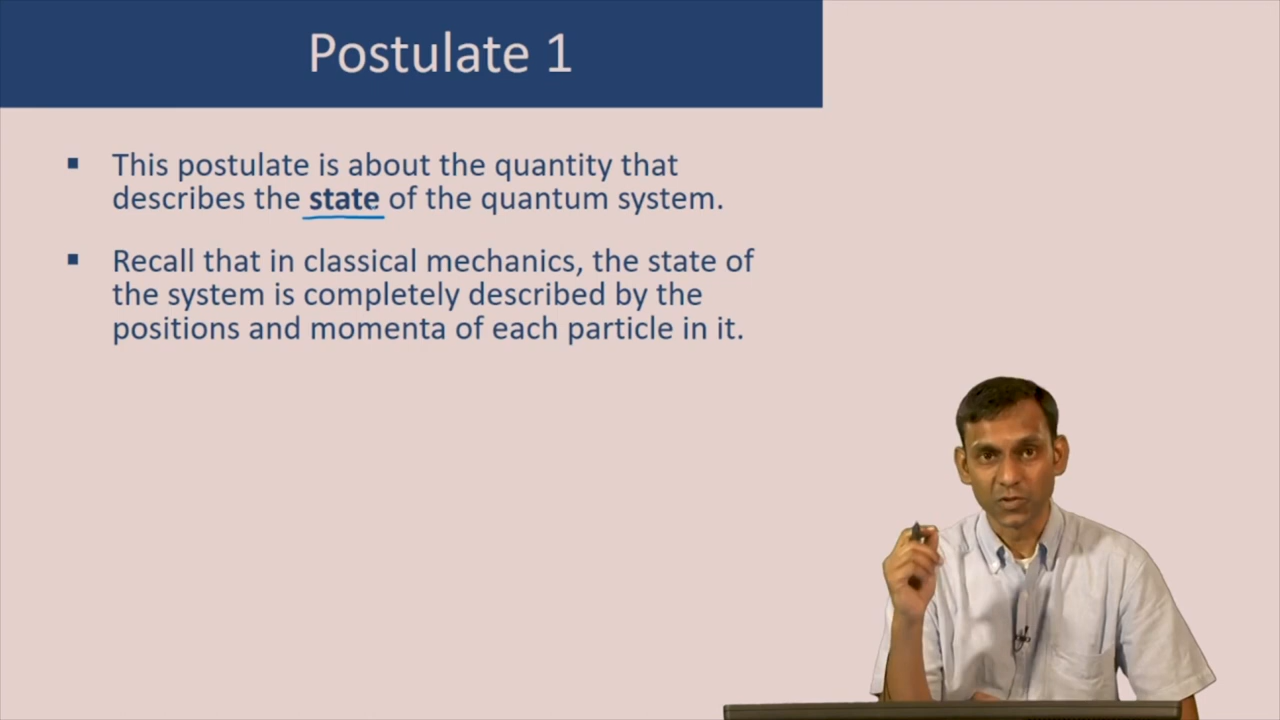 Postulate 1
▪ This postulate is about the quantity that
describes the state of the quantum system.
▪ Recall that in classical mechanics, the state of
the system is completely described by the
positions and momenta of each particle in it.